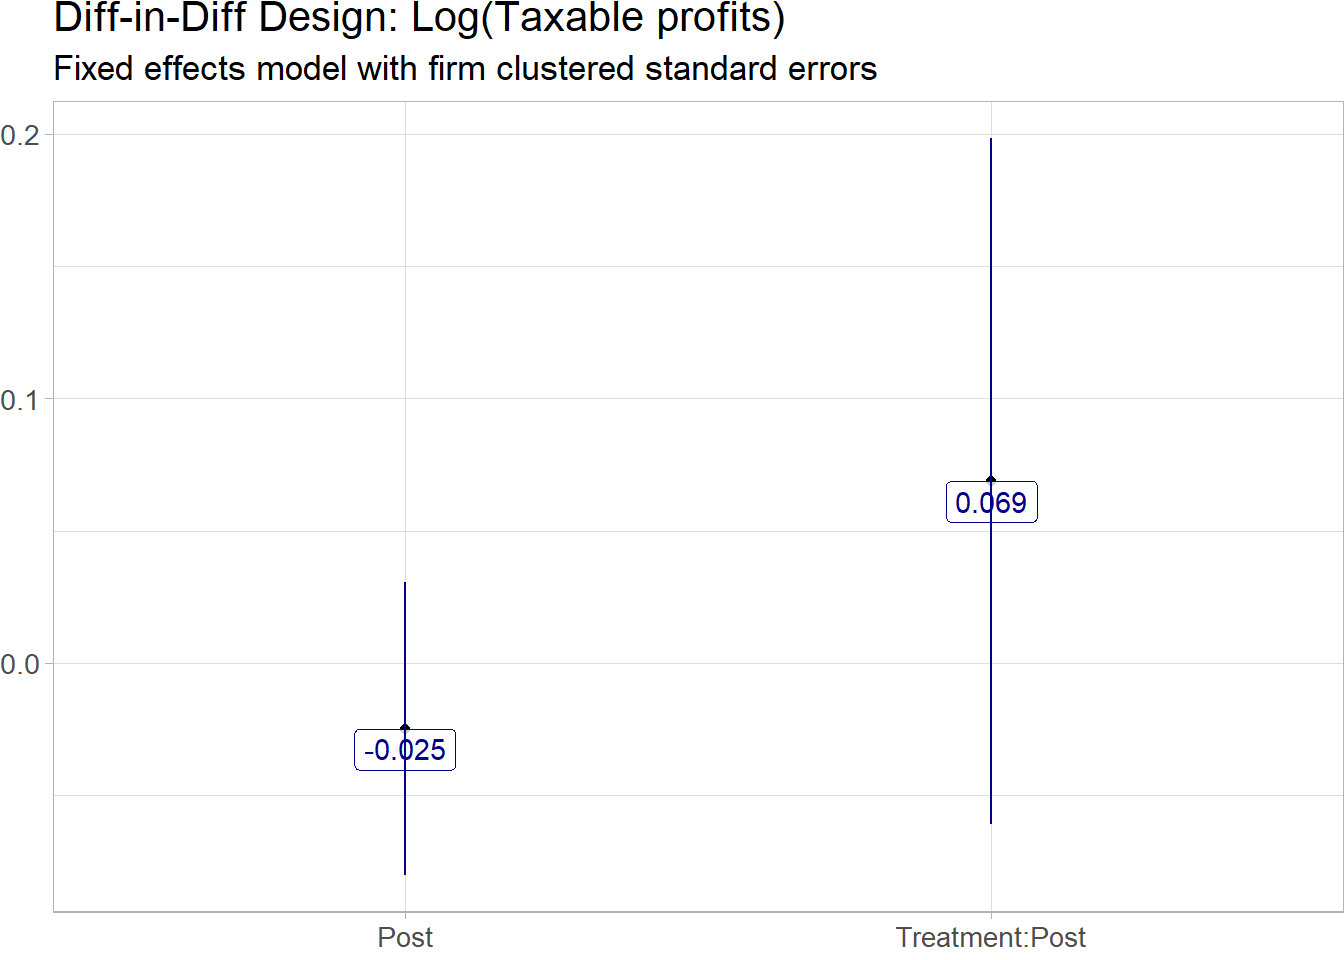 Diff-in-Diff Design: Log(Taxable profits)
Fixed effects model with firm clustered standard errors
0.2
0.1
0.069
0.0
-0.025
Post Treatment:Post